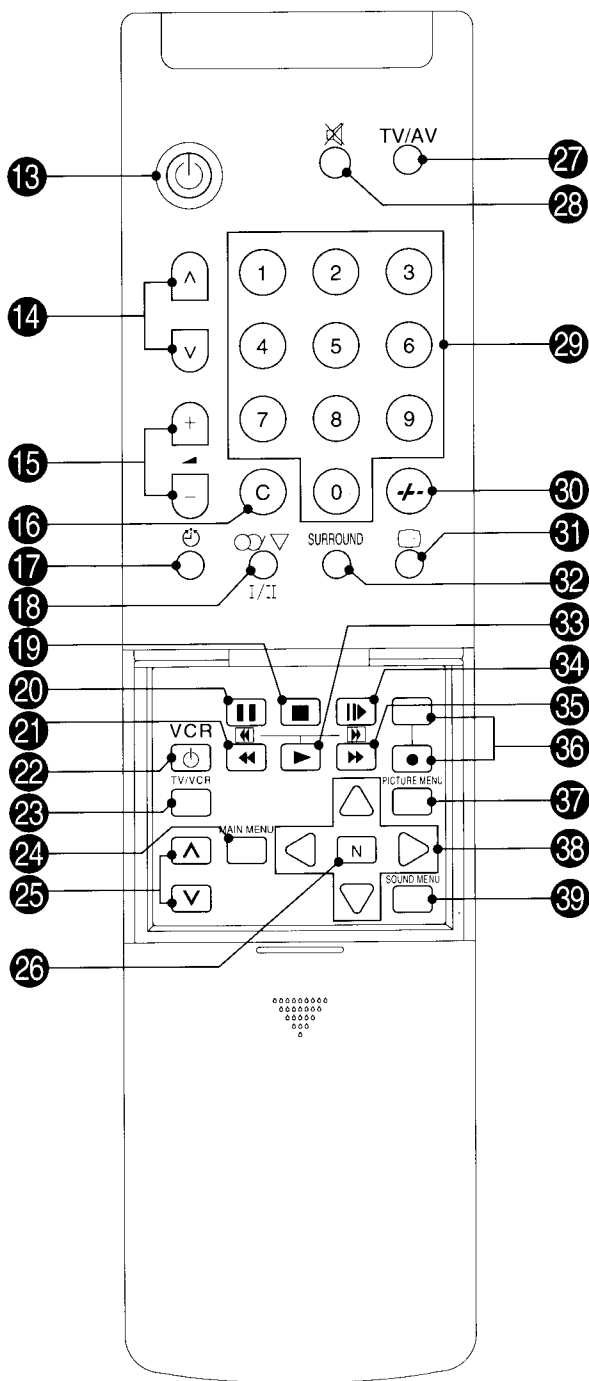 TV/AV
13
27
28
1 2 3
14
4 5 6
29
7 8 9
15
+
−
C 0 -/--
16
30
17
SURROUND
31
18
I/II
32
19
33
20
34
21
35
VCR
22
36
TV/VCR
PICTURE MENU
23
37
MAIN MENU
24
N
38
25
SOUND MENU
39
26